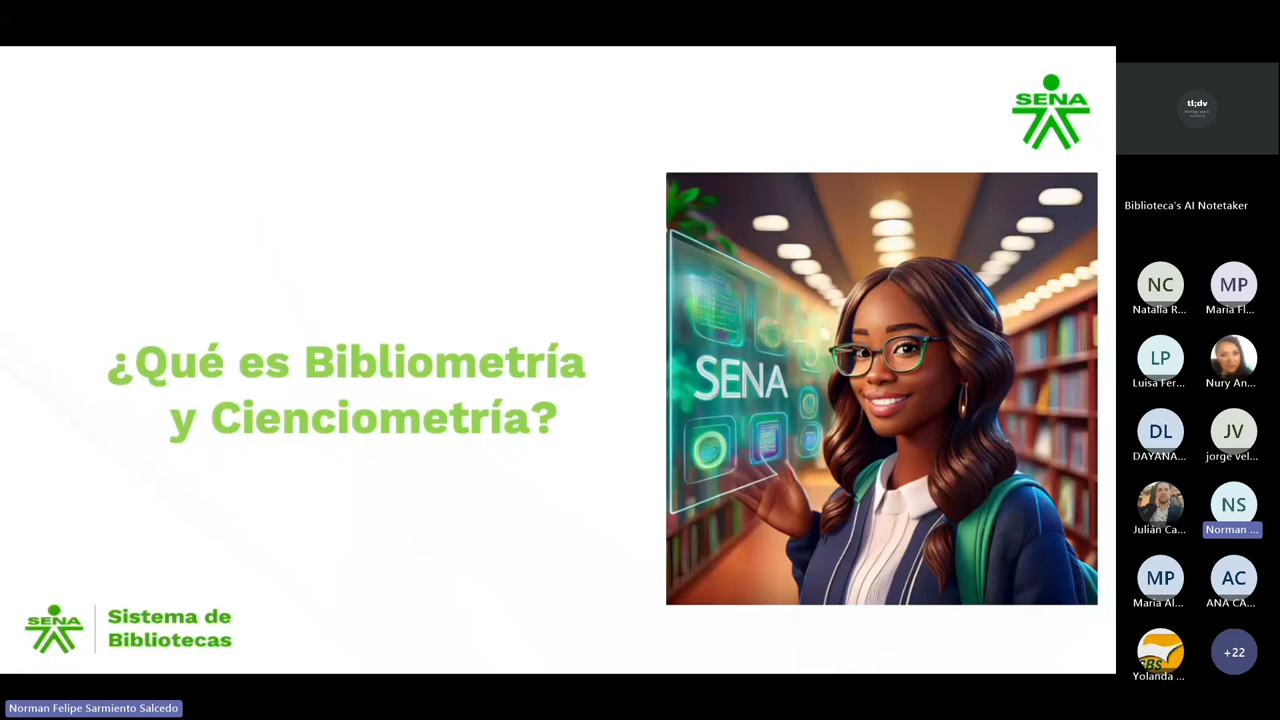 SENA
¿Qué es Bibliometría
y Cienciometría?
SENA
SENA
Sistema de
Bibliotecas
tl;dv
Biblioteca's AI Notetaker
NC
MP
Natalia R...
Maria Fl...
LP
Luisa Fer...
Nury An...
DL
JV
DAYANA...
jorge vel...
NS
Julián Ca...
Norman ...
MP
AC
Maria Al...
ANA CA...
SBS
+22
Yolanda ...
Norman Felipe Sarmiento Salcedo